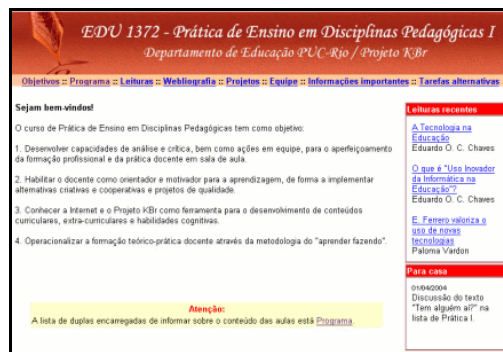 EDU 1372 - Prática de Ensino em Disciplinas Pedagógicas I
Departamento de Educação PUC-Rio / Projeto KBr
Objetivos :: Programa :: Leituras :: Webliografia :: Projetos :: Equipe :: Informações importantes :: Tarefas alternativas
Sejam bem-vindos!
O curso de Prática de Ensino em Disciplinas Pedagógicas tem como objetivo:
1. Desenvolver capacidades de análise e crítica, bem como ações em equipe, para o aperfeiçoamento
da formação profissional e da prática docente em sala de aula.
2. Habilitar o docente como orientador e motivador para a aprendizagem, de forma a implementar
alternativas criativas e cooperativas e projetos de qualidade.
3. Conhecer a Internet e o Projeto KBr como ferramenta para o desenvolvimento de conteúdos
curriculares, extra-curriculares e habilidades cognitivas.
4. Operacionalizar a formação teórico-prática docente através da metodologia do "aprender fazendo".
Atenção:
A lista de duplas encarregadas de informar sobre o conteúdo das aulas está Programa.
Leituras recentes
A Tecnologia na
Educação
Eduardo O. C. Chaves
O que é "Uso Inovador
da Informática na
Educação"?
Eduardo O. C. Chaves
E. Ferrero valoriza o
uso de novas
tecnologias
Paloma Vardon
Para casa
01/04/2004
Discussão do texto
"Tem alguém aí?" na
lista de Prática I.